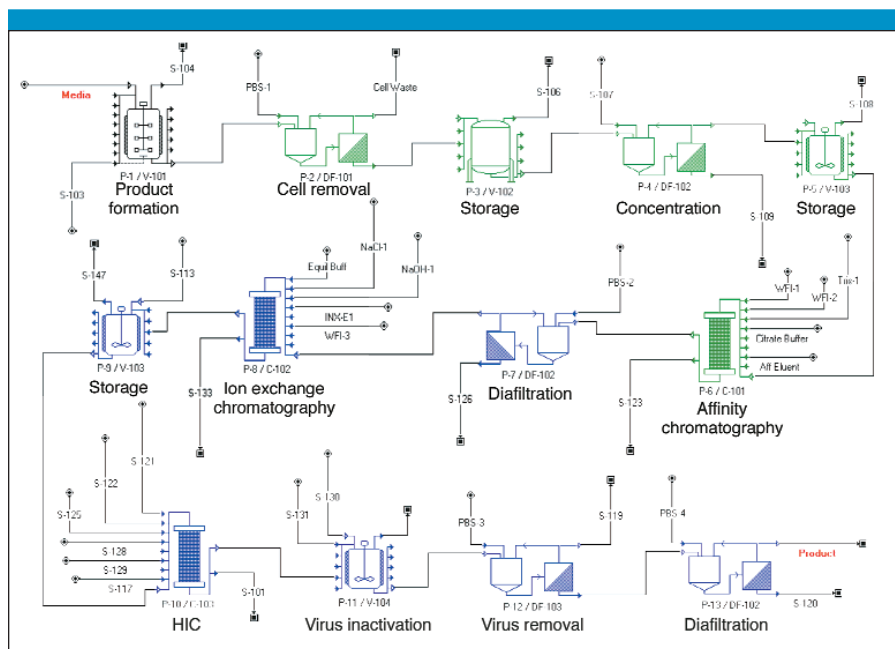 S-104
Media
S-103
P-1 / V-101
Product
formation
PBS-1
Cell Waste
P-2 / DF-101
Cell removal
S-106
P-3 / V-102
Storage
S-107
P-4 / DF-102
Concentration
S-109
S-108
P-5 / V-103
Storage
S-147
S-113
P-9 / V-103
Storage
NaCl-1
Equil Buff
NaOH-1
INX-E1
WFI-3
P-8 / C-102
S-133
Ion exchange
chromatography
PBS-2
P-7 / DF-102
S-126
Diafiltration
WFI-1
WFI-2
Citrate Buffer
Aff Eluent
P-6 / C-101
S-123
Affinity
chromatography
S-121
S-122
S-125
S-128
S-129
S-117
P-10 / C-103
S-101
HIC
S-130
S-131
P-11 / V-104
Virus inactivation
PBS-3
S-119
P-12 / DF-103
Virus removal
PBS-4
Product
P-13 / DF-102
S-120
Diafiltration